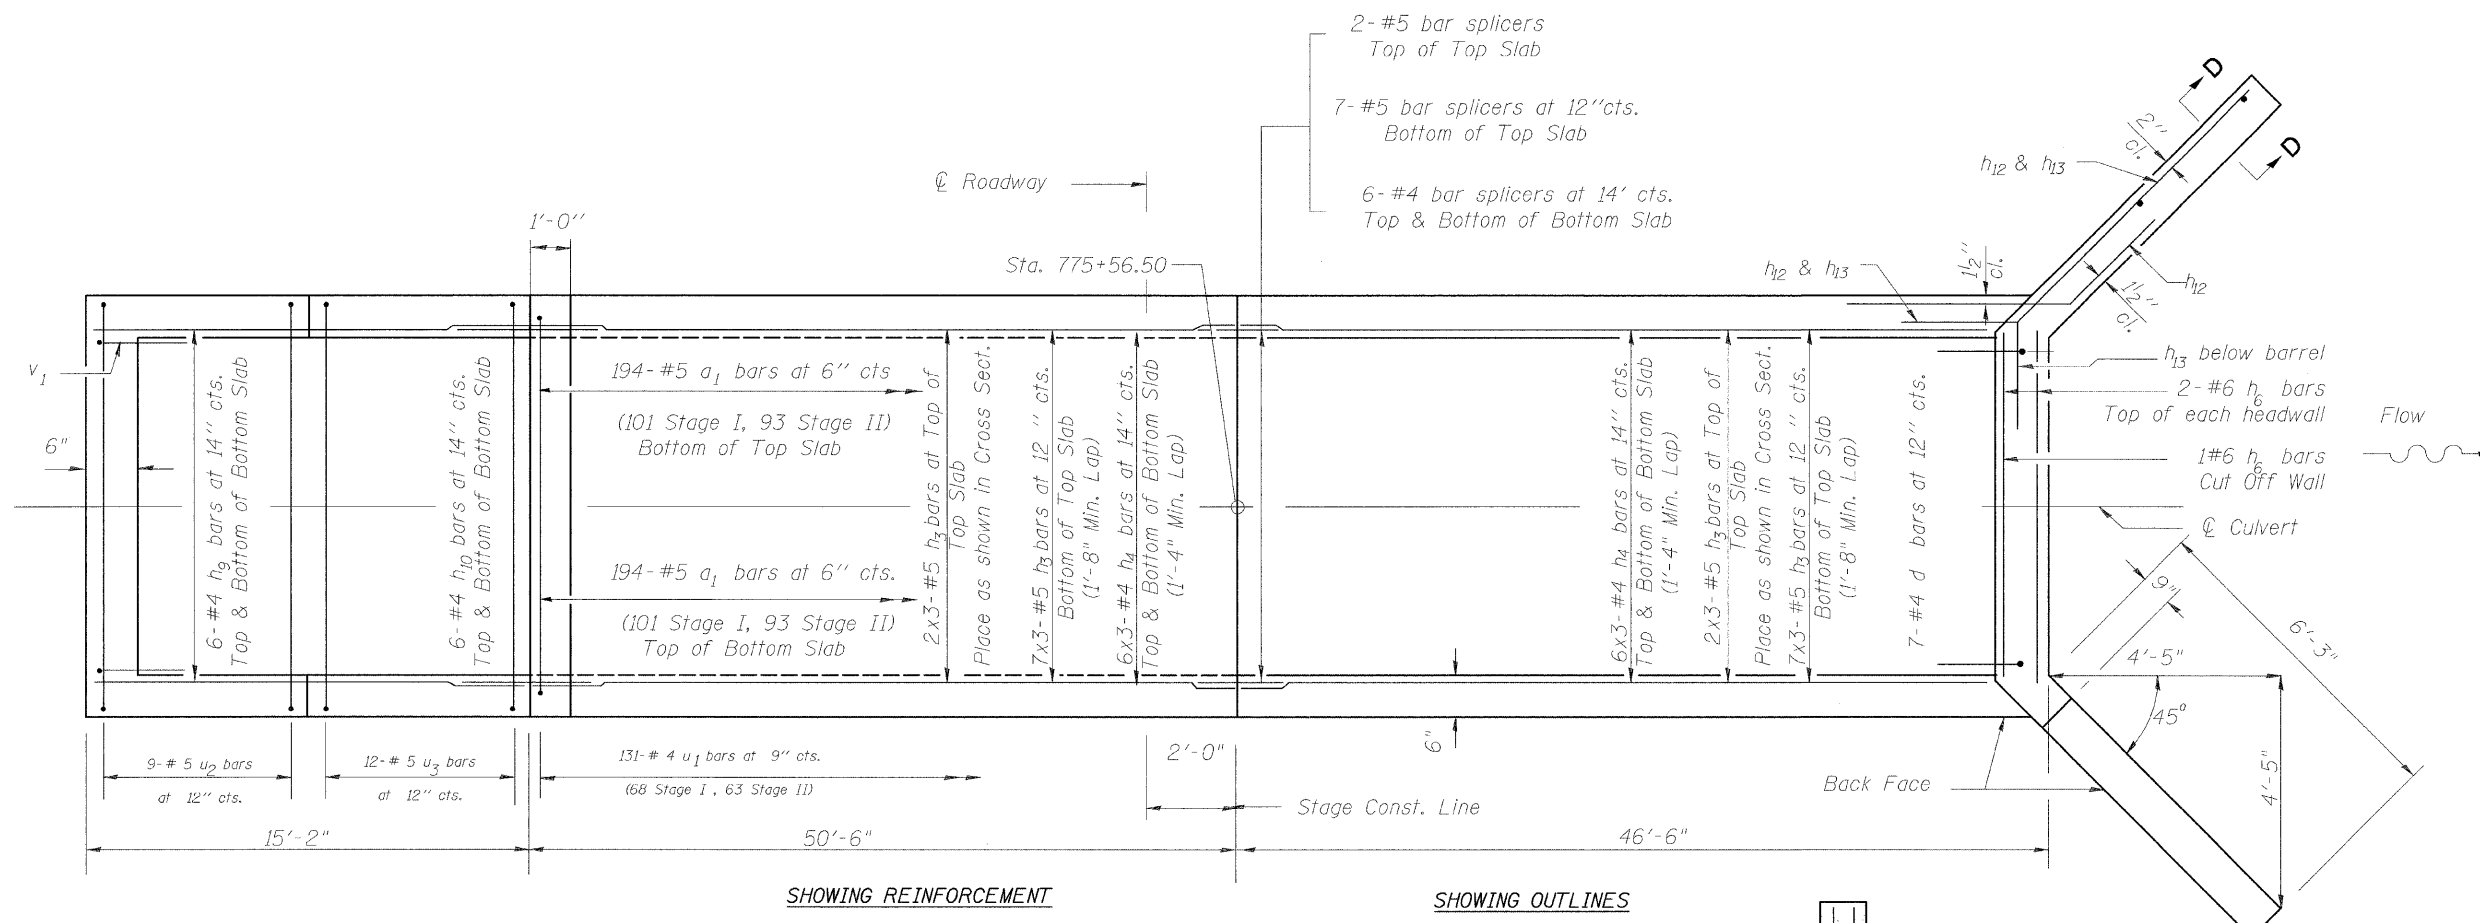 2- #5 bar splicers
Top of Top Slab
7- #5 bar splicers at 12"cts.
Bottom of Top Slab
6- #4 bar splicers at 14' cts.
Top & Bottom of Bottom Slab
℄ Roadway
1'-0"
Sta. 775+56.50
D
D
2"
cl.
h12 & h13
h12 & h13
1½"
cl.
h12
1½"
cl.
v1
6"
6- #4 h9 bars at 14" cts.
Top & Bottom of Bottom Slab
6- #4 h10 bars at 14" cts.
Top & Bottom of Bottom Slab
194- #5 a1 bars at 6" cts
(101 Stage I, 93 Stage II)
Bottom of Top Slab
194- #5 a1 bars at 6" cts.
(101 Stage I, 93 Stage II)
Top of Bottom Slab
2x3- #5 h3 bars at Top of
Top Slab
Place as shown in Cross Sect.
7x3- #5 h3 bars at 12 " cts.
Bottom of Top Slab
(1'-8" Min. Lap)
6x3- #4 h4 bars at 14" cts.
Top & Bottom of Bottom Slab
(1'-4" Min. Lap)
6x3- #4 h4 bars at 14" cts.
Top & Bottom of Bottom Slab
(1'-4" Min. Lap)
2x3- #5 h3 bars at Top of
Top Slab
Place as shown in Cross Sect.
7x3- #5 h3 bars at 12 " cts.
Bottom of Top Slab
(1'-8" Min. Lap)
7- #4 d bars at 12" cts.
h13 below barrel
2- #6 h6 bars
Top of each headwall
1#6 h6 bars
Cut Off Wall
Flow
℄ Culvert
9"
6'-3"
4'-5"
45°
4'-5"
9- # 5 u2 bars
at 12" cts.
12- # 5 u3 bars
at 12" cts.
131- # 4 u1 bars at 9" cts.
(68 Stage I , 63 Stage II)
2'-0"
6"
Stage Const. Line
Back Face
15'-2"
50'-6"
46'-6"
SHOWING REINFORCEMENT
SHOWING OUTLINES